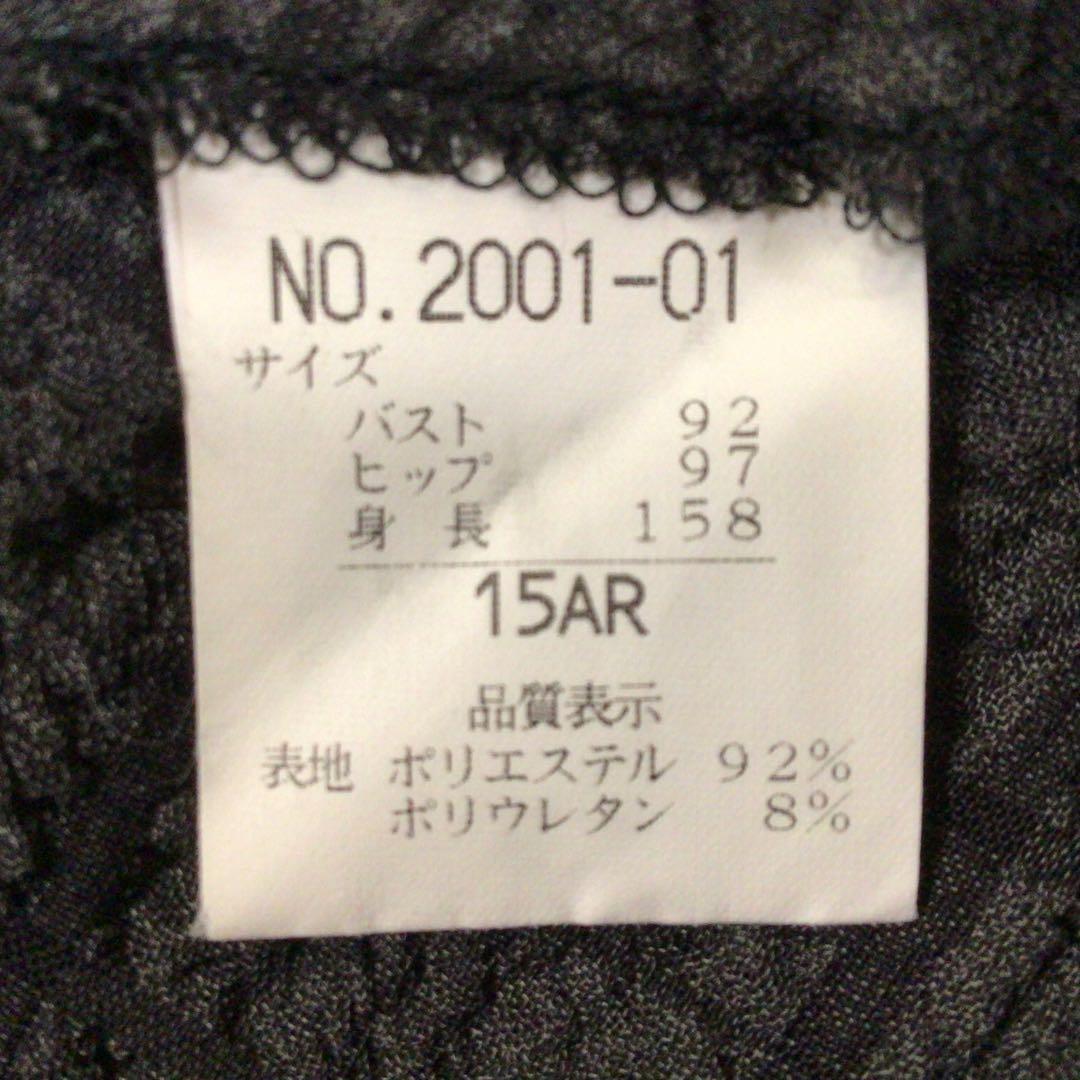 NO.2001-01
サイズ
バスト 92
ヒップ 97
身長 158
15AR
品質表示
表地 ポリエステル 92%
ポリウレタン 8%